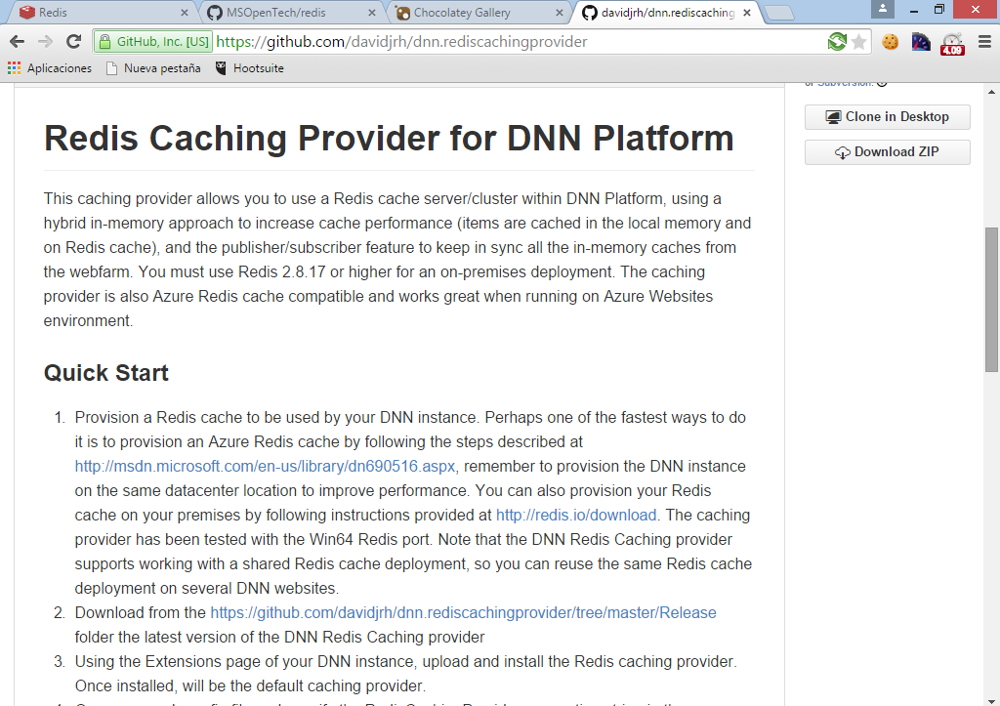 Redis
MSOpenTech/redis
Chocolatey Gallery
davidjrh/dnn.rediscaching
GitHub, Inc. [US] https://github.com/davidjrh/dnn.rediscachingprovider
4.09
Aplicaciones
Nueva pestaña
Hootsuite
or Subversion.
Clone in Desktop
Download ZIP
Redis Caching Provider for DNN Platform
This caching provider allows you to use a Redis cache server/cluster within DNN Platform, using a
hybrid in-memory approach to increase cache performance (items are cached in the local memory and
on Redis cache), and the publisher/subscriber feature to keep in sync all the in-memory caches from
the webfarm. You must use Redis 2.8.17 or higher for an on-premises deployment. The caching
provider is also Azure Redis cache compatible and works great when running on Azure Websites
environment.
Quick Start
1. Provision a Redis cache to be used by your DNN instance. Perhaps one of the fastest ways to do
it is to provision an Azure Redis cache by following the steps described at
http://msdn.microsoft.com/en-us/library/dn690516.aspx, remember to provision the DNN instance
on the same datacenter location to improve performance. You can also provision your Redis
cache on your premises by following instructions provided at http://redis.io/download. The caching
provider has been tested with the Win64 Redis port. Note that the DNN Redis Caching provider
supports working with a shared Redis cache deployment, so you can reuse the same Redis cache
deployment on several DNN websites.
2. Download from the https://github.com/davidjrh/dnn.rediscachingprovider/tree/master/Release
folder the latest version of the DNN Redis Caching provider
3. Using the Extensions page of your DNN instance, upload and install the Redis caching provider.
Once installed, will be the default caching provider.